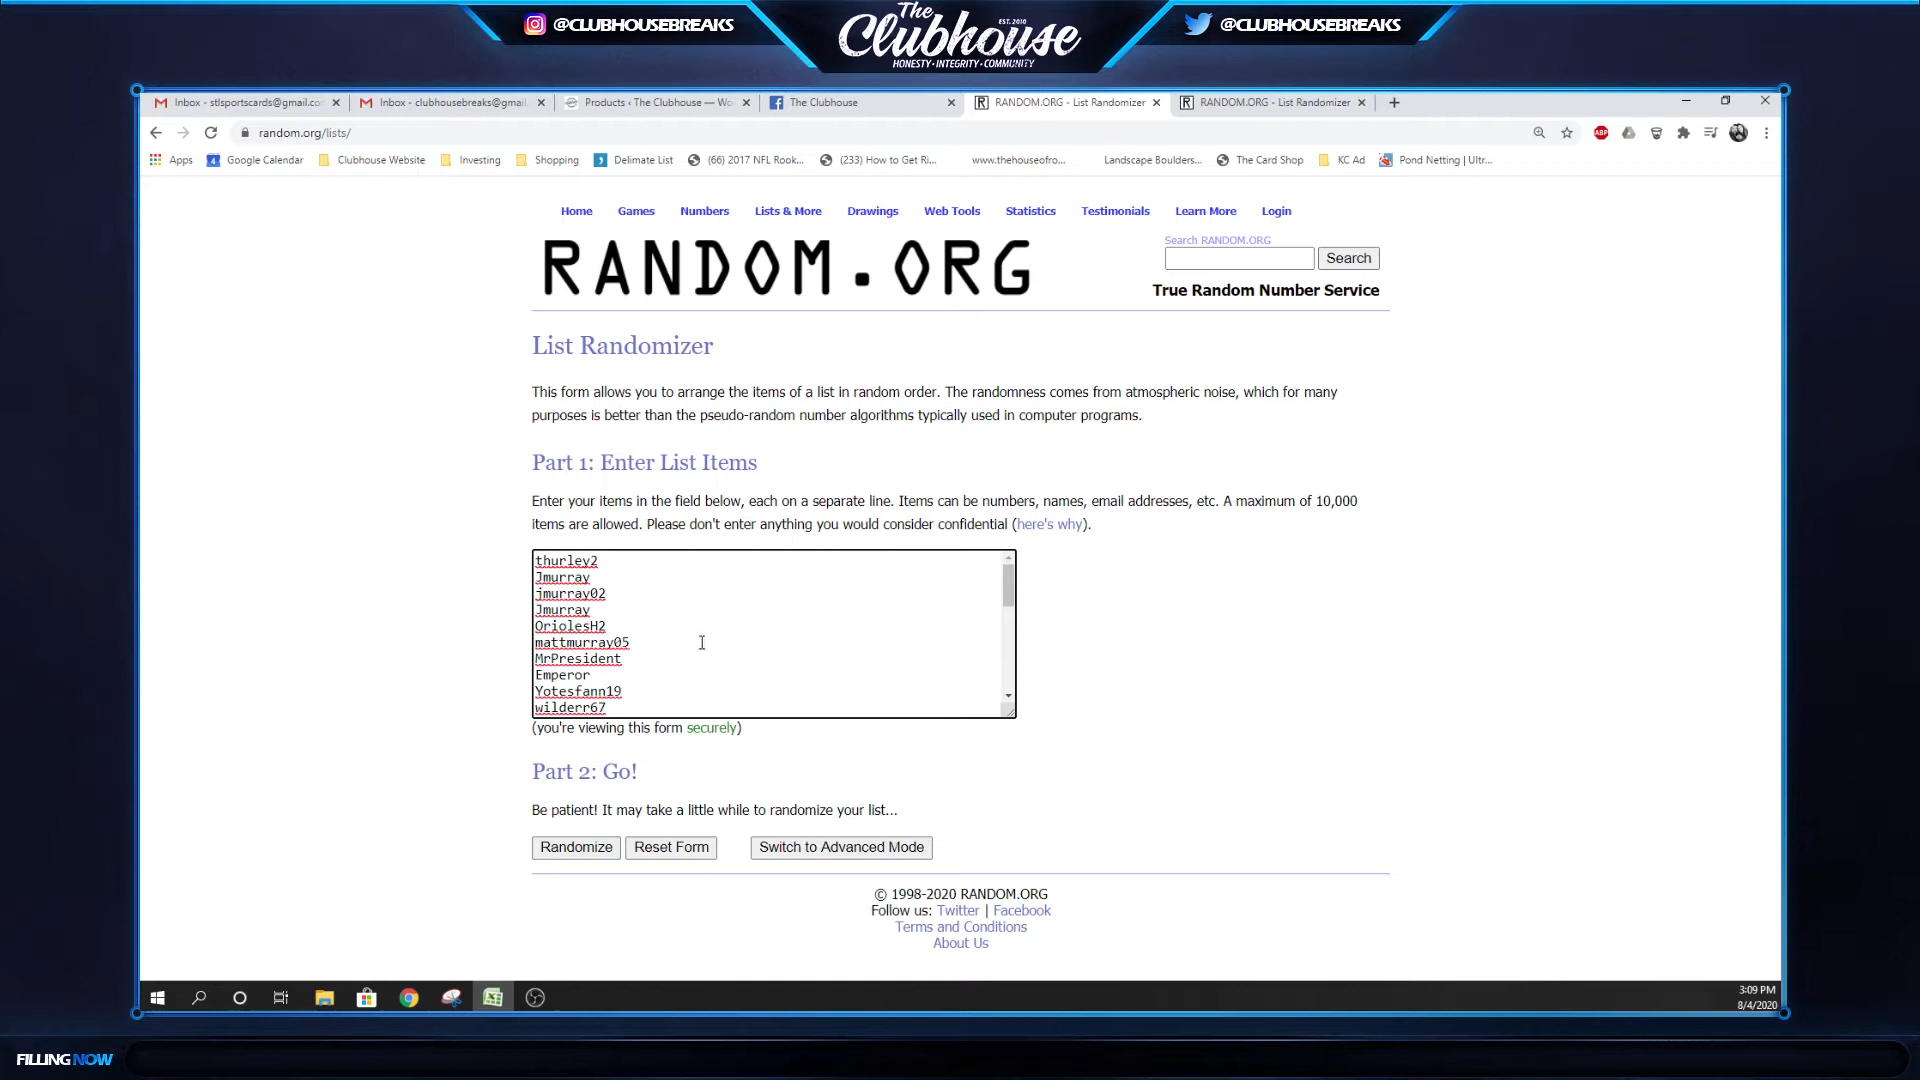 @CLUBHOUSEBREAKS
The
Clubhouse
EST. 2010
HONESTY • INTEGRITY • COMMUNITY
@CLUBHOUSEBREAKS
Inbox - stlsportscards@gmail.co
Inbox - clubhousebreaks@gmail.
Products ‹ The Clubhouse — Wo
The Clubhouse
RANDOM.ORG - List Randomizer
RANDOM.ORG - List Randomizer
random.org/lists/
ABP
Apps
Google Calendar
Clubhouse Website
Investing
Shopping
Delimate List
(66) 2017 NFL Rook...
(233) How to Get Ri...
www.thehouseofro...
Landscape Boulders...
The Card Shop
KC Ad
Pond Netting | Ultr...
Home Games Numbers Lists & More Drawings Web Tools Statistics Testimonials Learn More Login
RANDOM.ORG
Search RANDOM.ORG
Search
True Random Number Service
List Randomizer
This form allows you to arrange the items of a list in random order. The randomness comes from atmospheric noise, which for many
purposes is better than the pseudo-random number algorithms typically used in computer programs.
Part 1: Enter List Items
Enter your items in the field below, each on a separate line. Items can be numbers, names, email addresses, etc. A maximum of 10,000
items are allowed. Please don't enter anything you would consider confidential (here's why).
thurley2
Jmurray
jmurray02
Jmurray
OriolesH2
mattmurray05
MrPresident
Emperor
Yotesfann19
wilderr67
(you're viewing this form securely)
Part 2: Go!
Be patient! It may take a little while to randomize your list...
Randomize Reset Form Switch to Advanced Mode
© 1998-2020 RANDOM.ORG
Follow us: Twitter | Facebook
Terms and Conditions
About Us
3:09 PM
8/4/2020
FILLING NOW